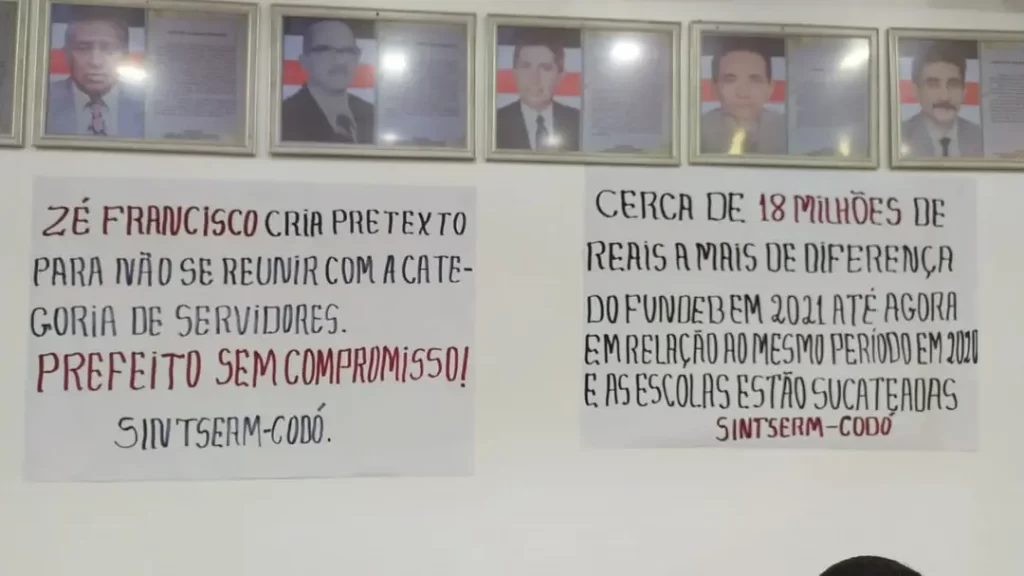 ZÉ FRANCISCO CRIA PRETEXTO
PARA NÃO SE REUNIR COM A CATE-
GORIA DE SERVIDORES.
PREFEITO SEM COMPROMISSO!
SINTSERM-CODÓ.
CERCA DE 18 MILHÕES DE
REAIS A MAIS DE DIFERENÇA
DO FUNDEB EM 2021 ATÉ AGORA
EM RELAÇÃO AO MESMO PERÍODO EM 2020
E AS ESCOLAS ESTÃO SUCATEADAS
SINTSERM-CODÓ